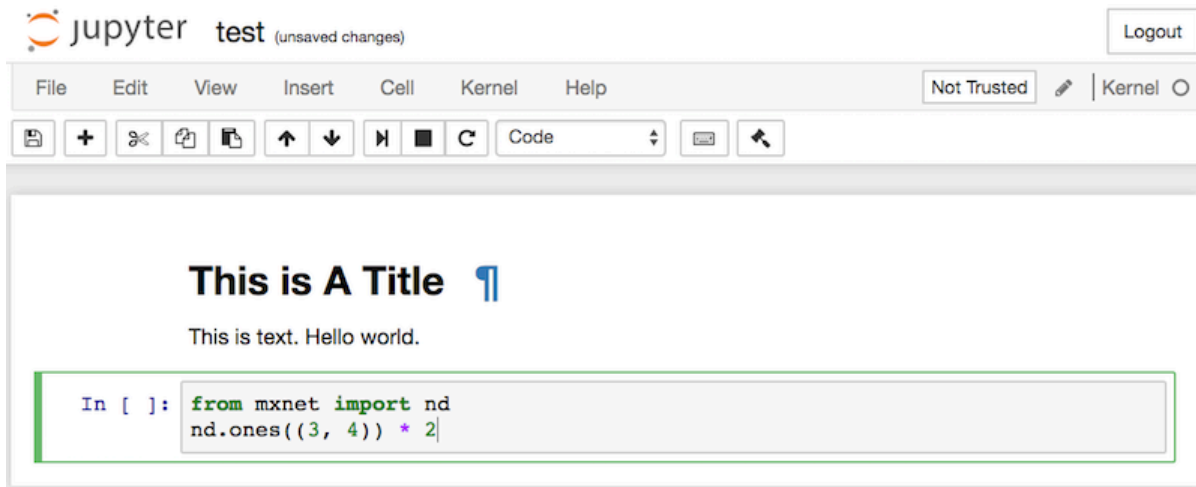 jupyter test (unsaved changes) Logout
File Edit View Insert Cell Kernel Help Not Trusted Kernel
Code
This is A Title ¶
This is text. Hello world.
In [ ]: from mxnet import nd
nd.ones((3, 4)) * 2